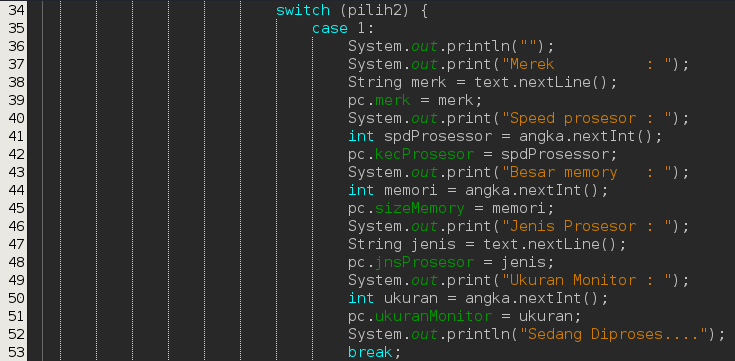 34 switch (pilih2) {
35 case 1:
36 System.out.println("");
37 System.out.print("Merek          : ");
38 String merk = text.nextLine();
39 pc.merk = merk;
40 System.out.print("Speed prosesor : ");
41 int spdProsessor = angka.nextInt();
42 pc.kecProsesor = spdProsessor;
43 System.out.print("Besar memory   : ");
44 int memori = angka.nextInt();
45 pc.sizeMemory = memori;
46 System.out.print("Jenis Prosesor : ");
47 String jenis = text.nextLine();
48 pc.jnsProsesor = jenis;
49 System.out.print("Ukuran Monitor : ");
50 int ukuran = angka.nextInt();
51 pc.ukuranMonitor = ukuran;
52 System.out.println("Sedang Diproses....");
53 break;